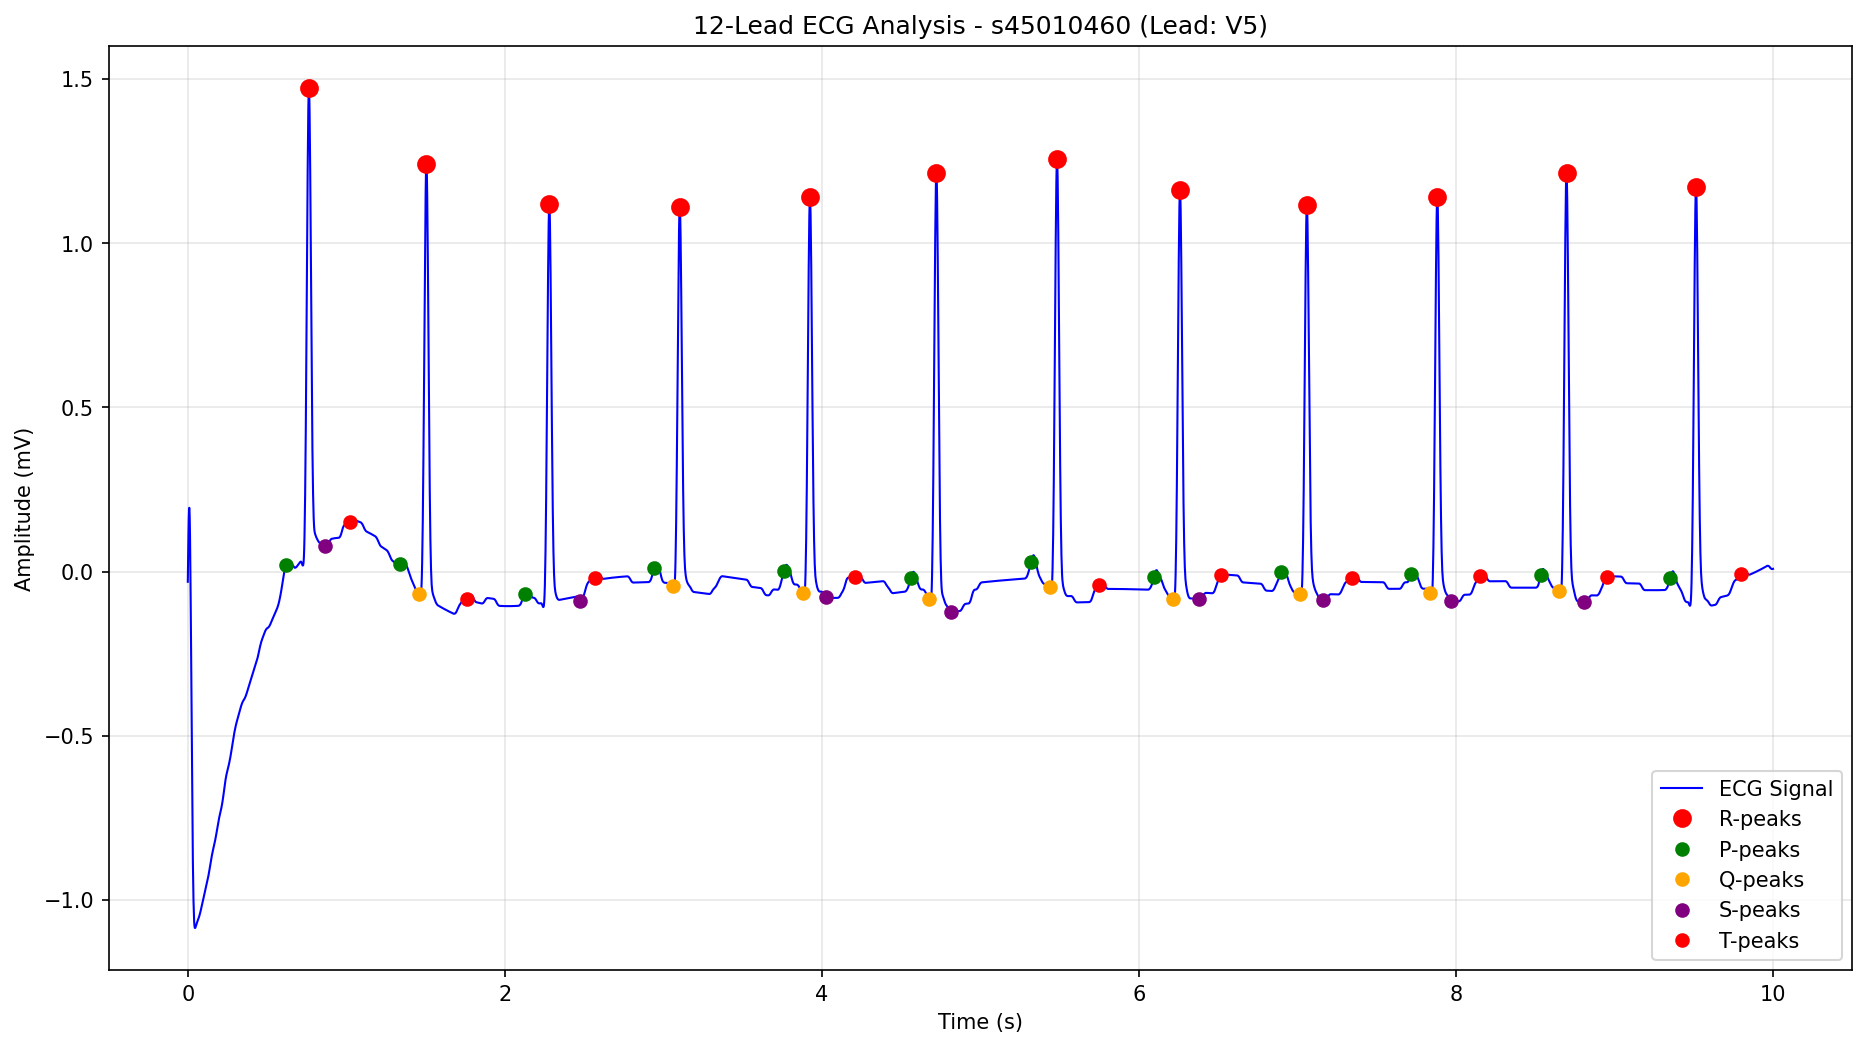 12-Lead ECG Analysis - s45010460 (Lead: V5)
1.5
1.0
0.5
0.0
−0.5
−1.0
Amplitude (mV)
0
2
4
6
8
10
Time (s)
ECG Signal
R-peaks
P-peaks
Q-peaks
S-peaks
T-peaks